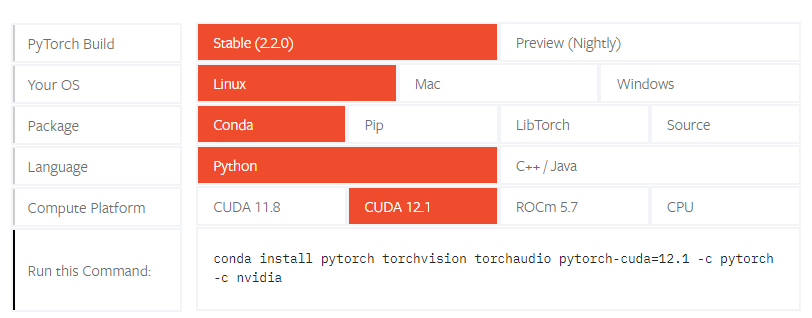 PyTorch Build
Stable (2.2.0)
Preview (Nightly)
Your OS
Linux
Mac
Windows
Package
Conda
Pip
LibTorch
Source
Language
Python
C++ / Java
Compute Platform
CUDA 11.8
CUDA 12.1
ROCm 5.7
CPU
Run this Command:
conda install pytorch torchvision torchaudio pytorch-cuda=12.1 -c pytorch
-c nvidia